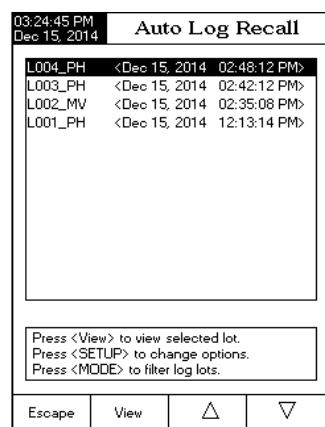 03:24:45 PM
Dec 15, 2014
Auto Log Recall
L004_PH <Dec 15, 2014 02:48:12 PM>
L003_PH <Dec 15, 2014 02:42:12 PM>
L002_MV <Dec 15, 2014 02:35:08 PM>
L001_PH <Dec 15, 2014 12:13:14 PM>
Press <View> to view selected lot.
Press <SETUP> to change options.
Press <MODE> to filter log lots.
Escape View △ ▽